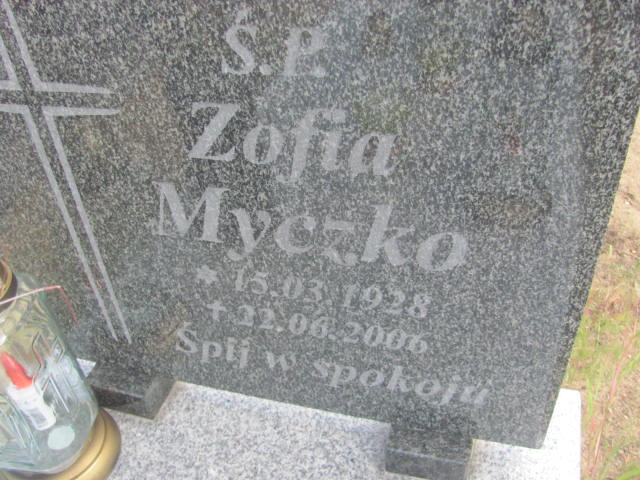 Ś.P.
Zofia
Myczko
* 15.03.1928
+ 22.06.2006
Śpij w spokoju